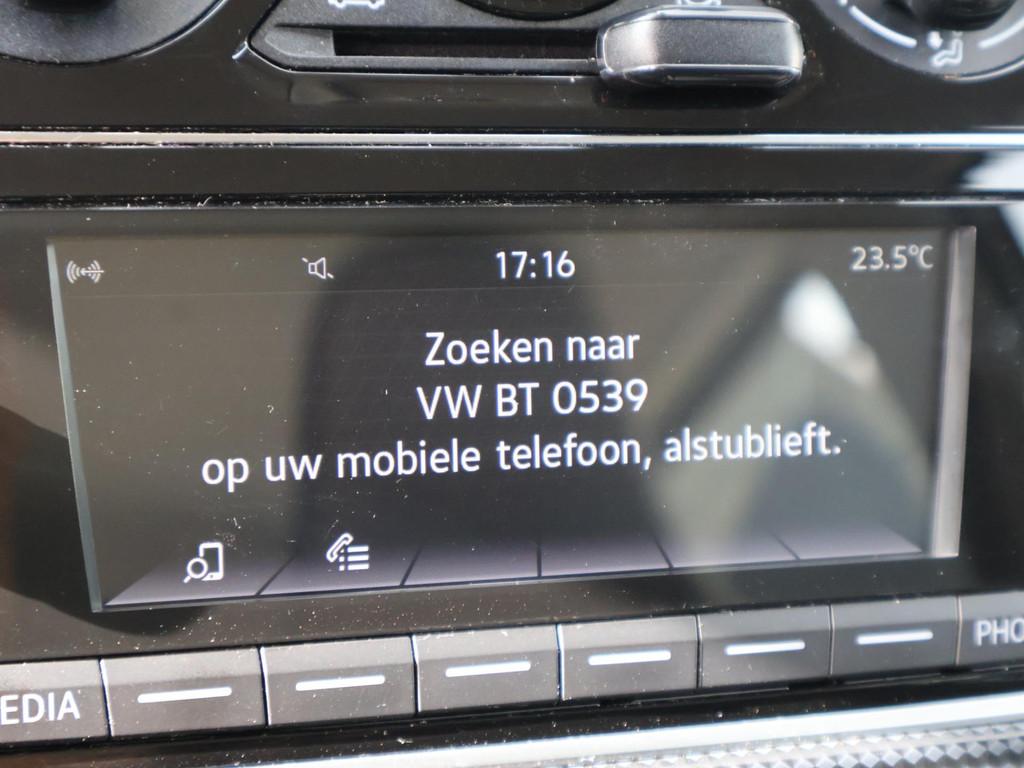 17:16
23.5°C
Zoeken naar
VW BT 0539
op uw mobiele telefoon, alstublieft.
EDIA
PHO